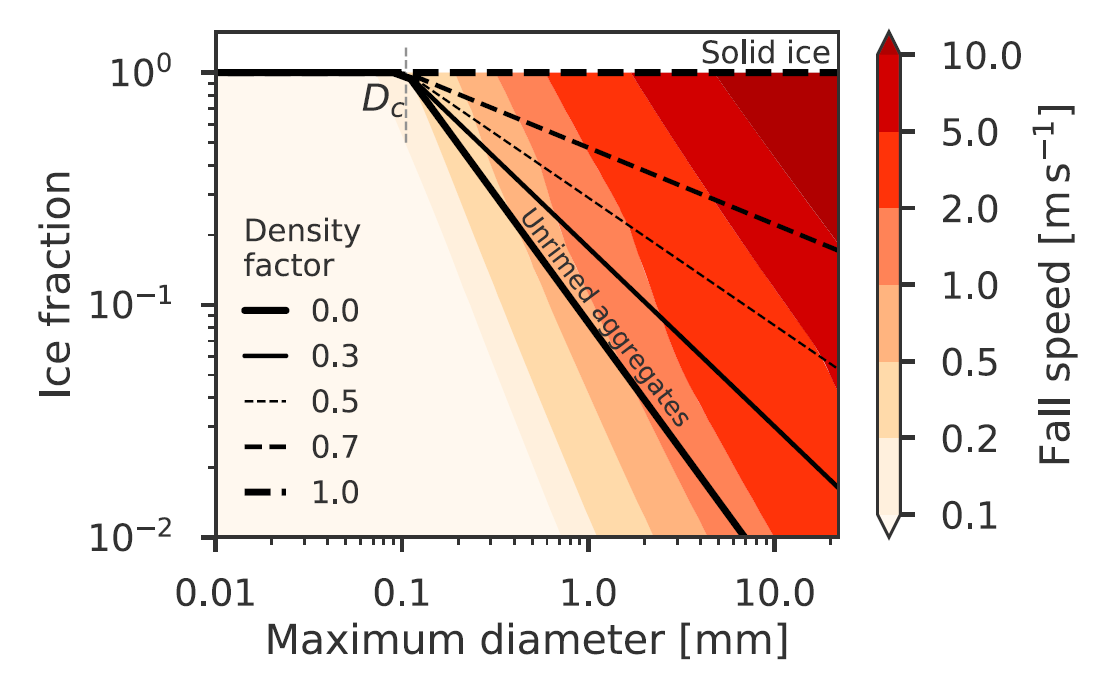 Solid ice
10⁰
D_c
Density
factor
0.0
0.3
0.5
0.7
1.0
Unrimed aggregates
10⁻¹
10⁻²
Ice fraction
0.01
0.1
1.0
10.0
Maximum diameter [mm]
10.0
5.0
2.0
1.0
0.5
0.2
0.1
Fall speed [m s⁻¹]